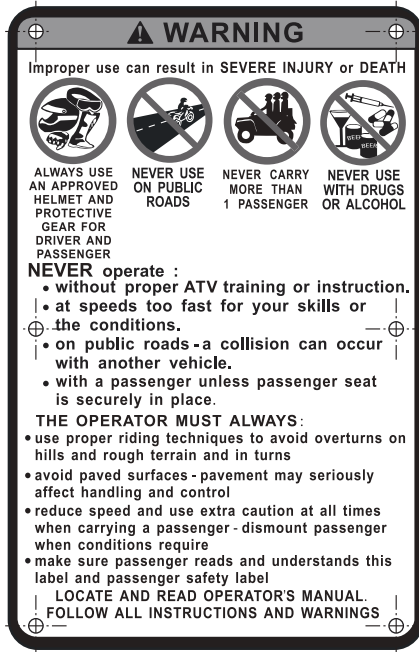 WARNING
Improper use can result in SEVERE INJURY or DEATH
ALWAYS USE
AN APPROVED
HELMET AND
PROTECTIVE
GEAR FOR
DRIVER AND
PASSENGER
NEVER USE
ON PUBLIC
ROADS
NEVER CARRY
MORE THAN
1 PASSENGER
BEER
BEER
NEVER USE
WITH DRUGS
OR ALCOHOL
NEVER operate :
• without proper ATV training or instruction.
• at speeds too fast for your skills or
the conditions.
• on public roads - a collision can occur
with another vehicle.
• with a passenger unless passenger seat
is securely in place.
THE OPERATOR MUST ALWAYS:
• use proper riding techniques to avoid overturns on
hills and rough terrain and in turns
• avoid paved surfaces - pavement may seriously
affect handling and control
• reduce speed and use extra caution at all times
when carrying a passenger - dismount passenger
when conditions require
• make sure passenger reads and understands this
label and passenger safety label
LOCATE AND READ OPERATOR'S MANUAL.
FOLLOW ALL INSTRUCTIONS AND WARNINGS